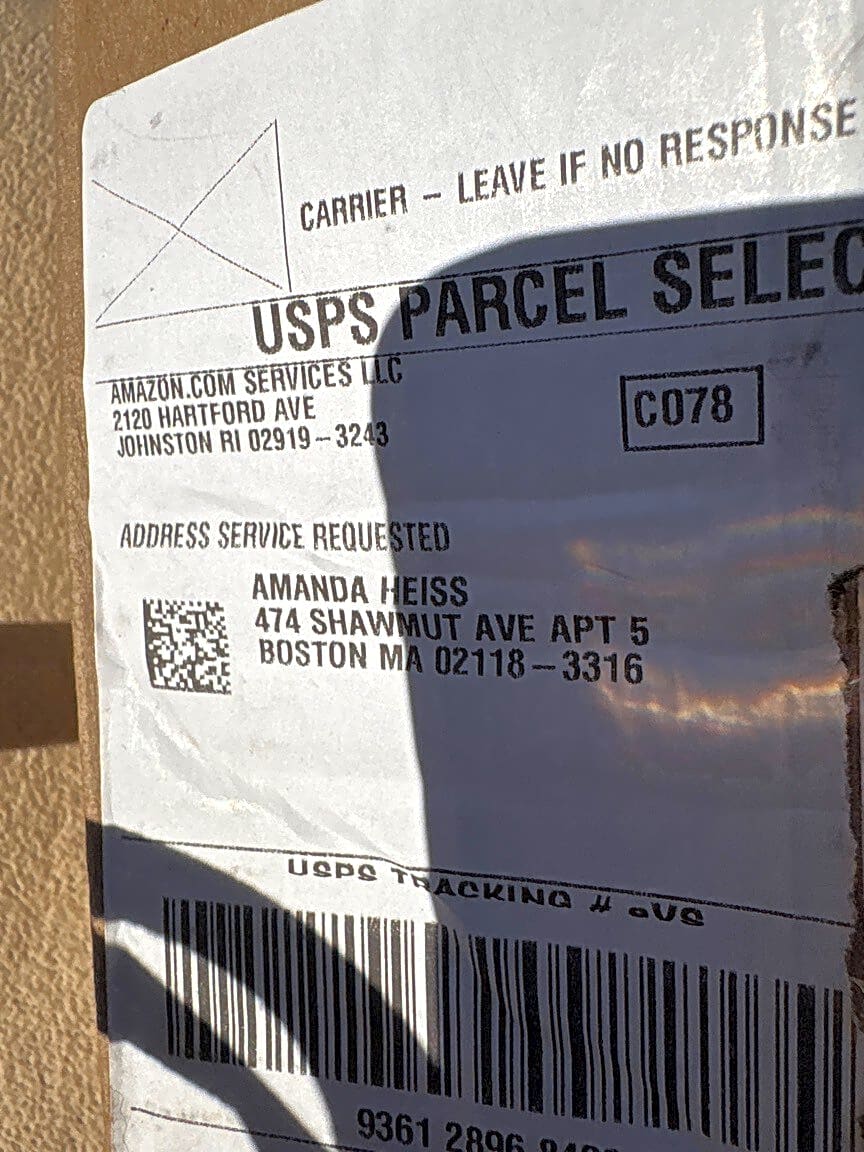 CARRIER – LEAVE IF NO RESPONSE
USPS PARCEL SELEC
AMAZON.COM SERVICES LLC
2120 HARTFORD AVE
JOHNSTON RI 02919–3243
C078
ADDRESS SERVICE REQUESTED
AMANDA HEISS
474 SHAWMUT AVE APT 5
BOSTON MA 02118–3316
USPS TRACKING #
9361 2896